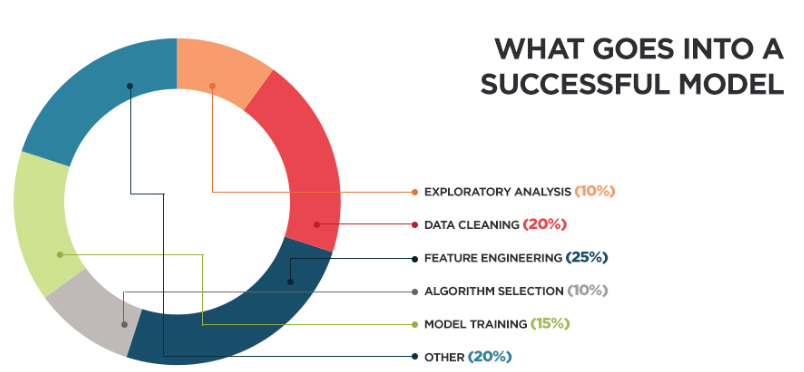 WHAT GOES INTO A
SUCCESSFUL MODEL
EXPLORATORY ANALYSIS (10%)
DATA CLEANING (20%)
FEATURE ENGINEERING (25%)
ALGORITHM SELECTION (10%)
MODEL TRAINING (15%)
OTHER (20%)